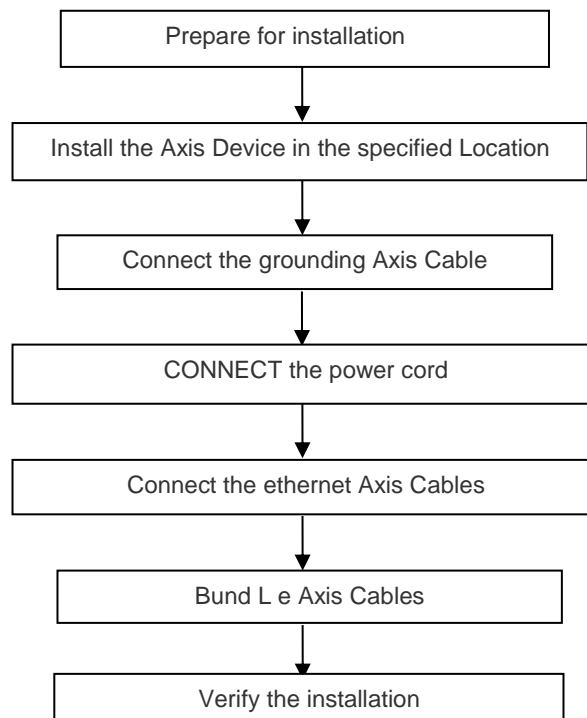 Prepare for installation
Install the Axis Device in the specified Location
Connect the grounding Axis Cable
CONNECT the power cord
Connect the ethernet Axis Cables
Bund L e Axis Cables
Verify the installation